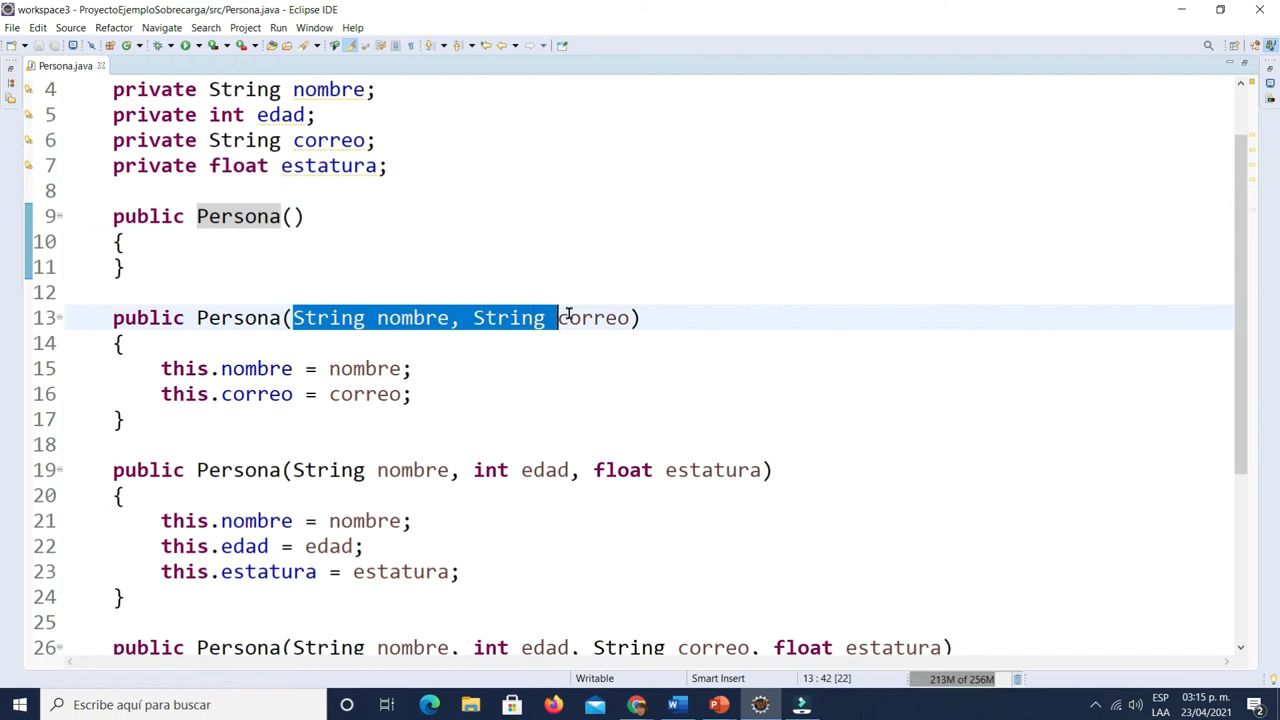 workspace3 - ProyectoEjemploSobrecarga/src/Persona.java - Eclipse IDE
File Edit Source Refactor Navigate Search Project Run Window Help
Persona.java
4 private String nombre;
5 private int edad;
6 private String correo;
7 private float estatura;
8
9 public Persona()
10 {
11 }
12
13 public Persona(String nombre, String correo)
14 {
15 this.nombre = nombre;
16 this.correo = correo;
17 }
18
19 public Persona(String nombre, int edad, float estatura)
20 {
21 this.nombre = nombre;
22 this.edad = edad;
23 this.estatura = estatura;
24 }
25
26 public Persona(String nombre, int edad, String correo, float estatura)
Writable Smart Insert 13 : 42 [22] 213M of 256M
Escribe aquí para buscar
ESP 03:15 p. m.
LAA 23/04/2021 2